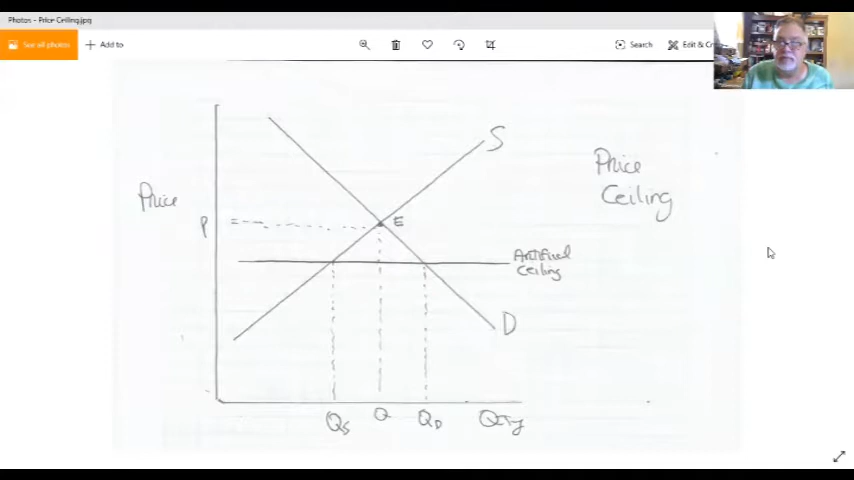 Photos - Price Ceiling.jpg
See all photos
Add to
Search
Edit & Cr
Price
Ceiling
S
Price
P
E
Artificial
Ceiling
D
Qs
Q
QD
QTy